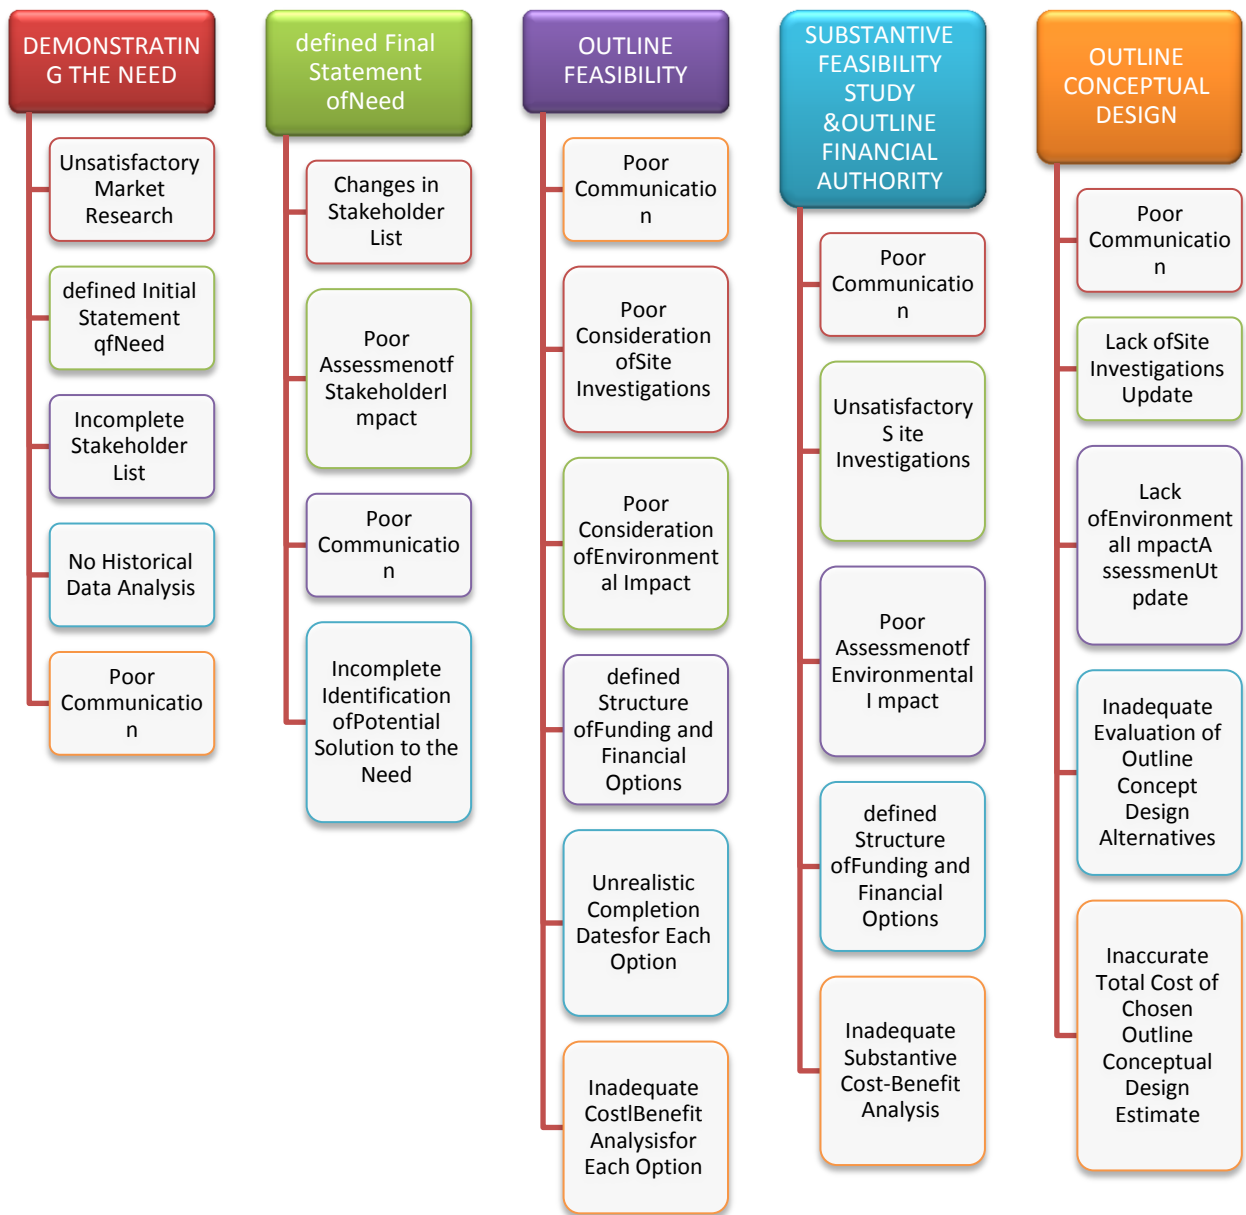 DEMONSTRATIN
G THE NEED
Unsatisfactory
Market
Research
defined Initial
Statement
qfNeed
Incomplete
Stakeholder
List
No Historical
Data Analysis
Poor
Communicatio
n
defined Final
Statement
ofNeed
Changes in
Stakeholder
List
Poor
Assessmenotf
StakeholderI
mpact
Poor
Communicatio
n
Incomplete
Identification
ofPotential
Solution to the
Need
OUTLINE
FEASIBILITY
Poor
Communicatio
n
Poor
Consideration
ofSite
Investigations
Poor
Consideration
ofEnvironment
al Impact
defined
Structure
ofFunding and
Financial
Options
Unrealistic
Completion
Datesfor Each
Option
Inadequate
CostlBenefit
Analysisfor
Each Option
SUBSTANTIVE
FEASIBILITY
STUDY
&OUTLINE
FINANCIAL
AUTHORITY
Poor
Communicatio
n
Unsatisfactory
S ite
Investigations
Poor
Assessmenotf
Environmental
I mpact
defined
Structure
ofFunding and
Financial
Options
Inadequate
Substantive
Cost-Benefit
Analysis
OUTLINE
CONCEPTUAL
DESIGN
Poor
Communicatio
n
Lack ofSite
Investigations
Update
Lack
ofEnvironment
alI mpactA
ssessmenUt
pdate
Inadequate
Evaluation of
Outline
Concept
Design
Alternatives
Inaccurate
Total Cost of
Chosen
Outline
Conceptual
Design
Estimate